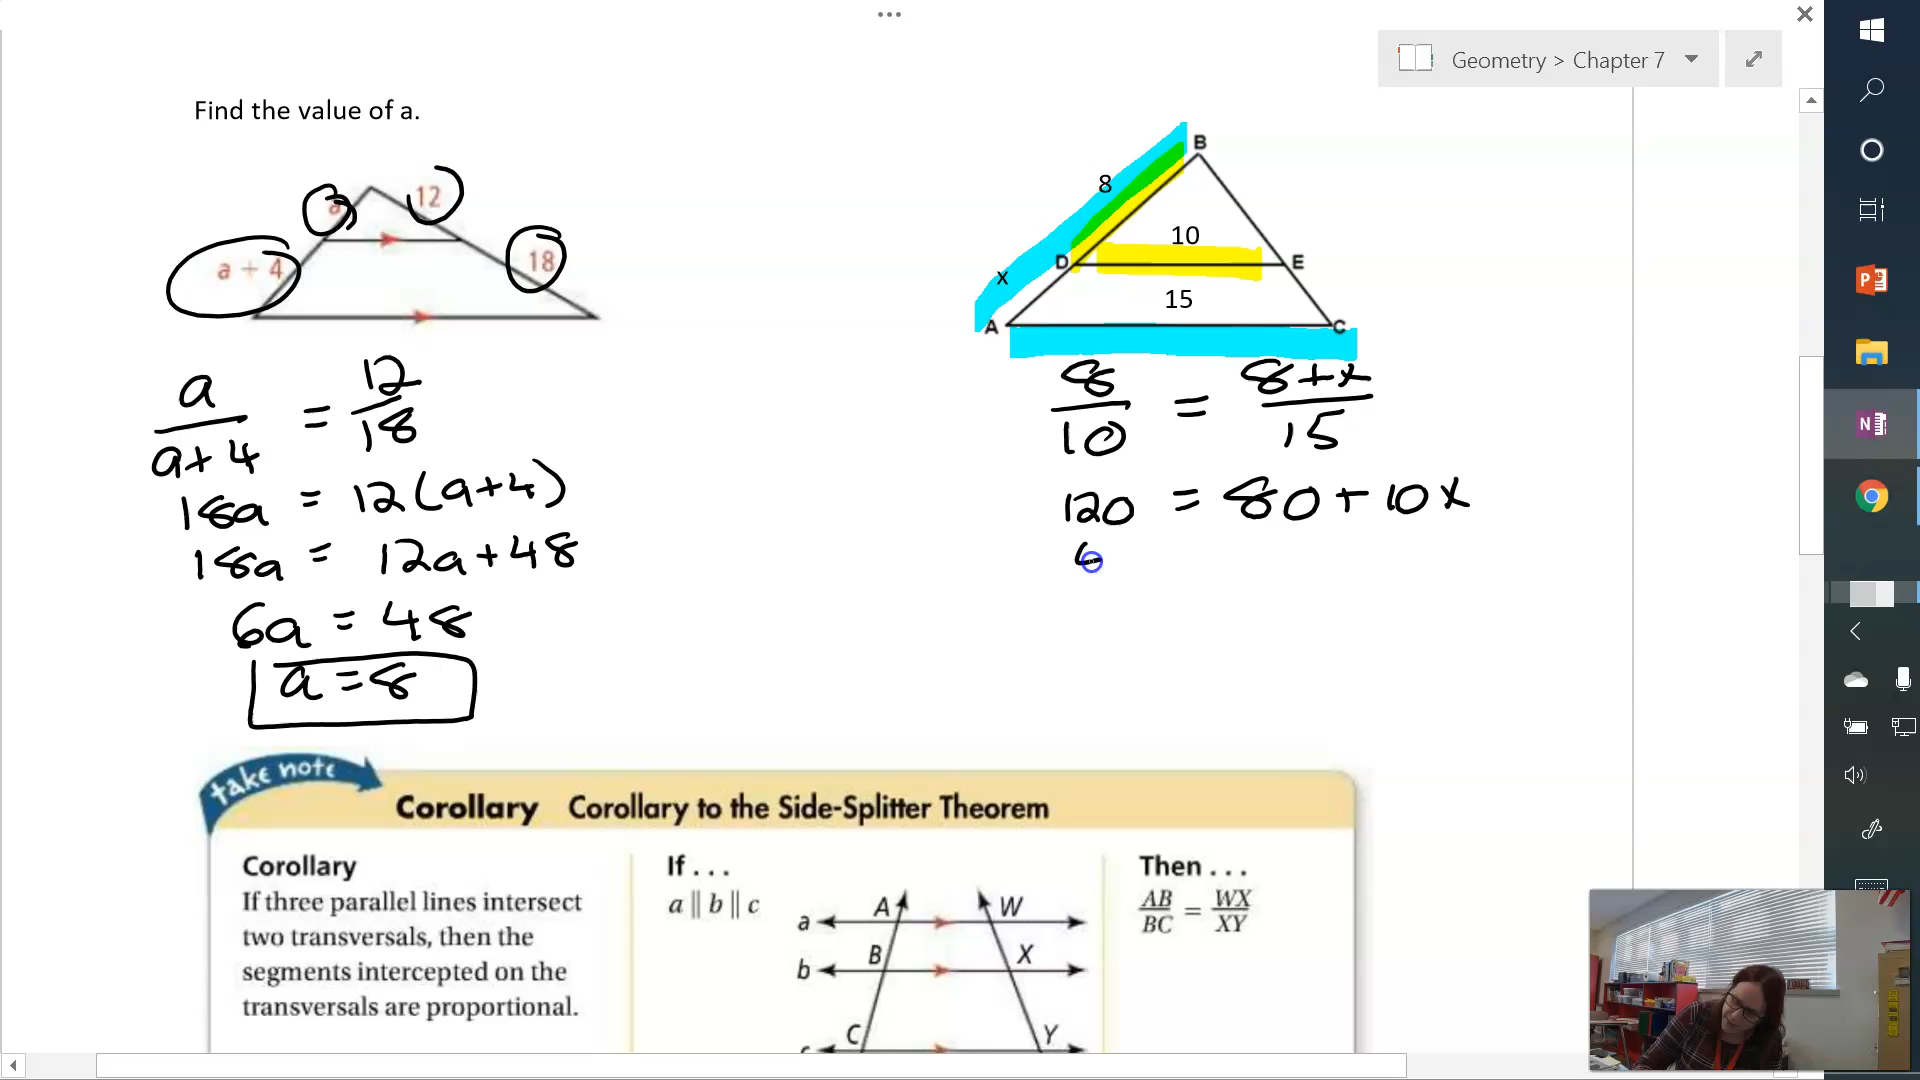 Geometry > Chapter 7
Find the value of a.
a
12
a + 4
18
a
12
a+4 = 18
18a = 12(a+4)
18a = 12a+48
6a = 48
a = 8
B
8
10
D
E
x
15
A
C
8 = 8+x
10 15
120 = 80+10x
take note
Corollary Corollary to the Side-Splitter Theorem
Corollary
If three parallel lines intersect
two transversals, then the
segments intercepted on the
transversals are proportional.
If . . .
a || b || c
a
A
W
b
B
X
C
Y
Then . . .
AB = WX
BC XY